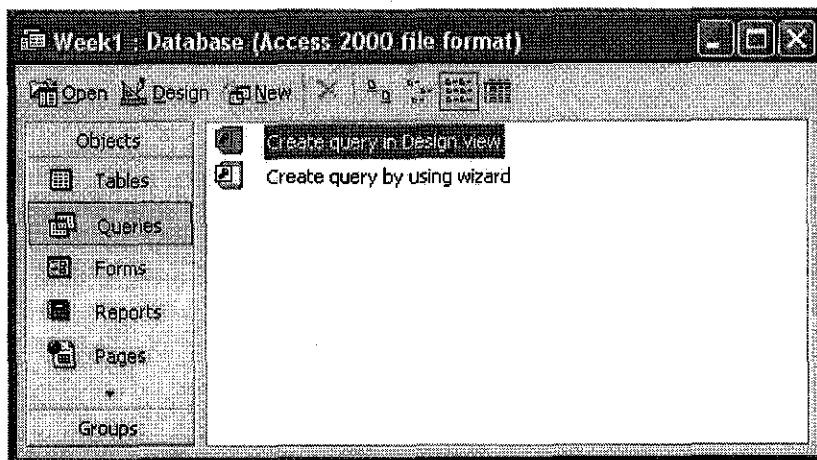 Week1 : Database (Access 2000 file format)
Open Design New
Objects
Tables
Queries
Forms
Reports
Pages
Groups
Create query in Design view
Create query by using wizard